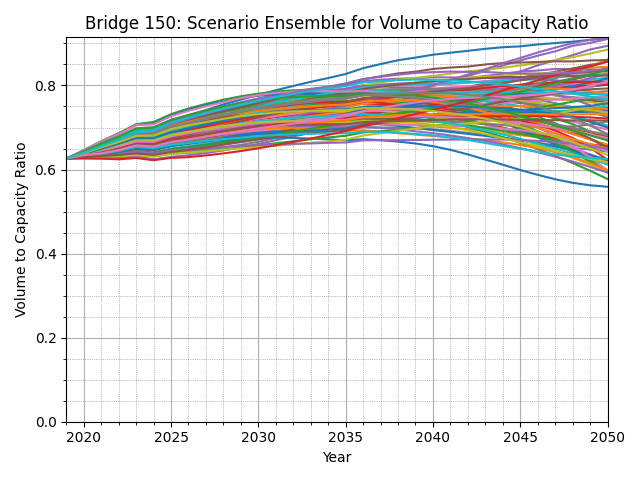 Bridge 150: Scenario Ensemble for Volume to Capacity Ratio
Volume to Capacity Ratio
0.8
0.6
0.4
0.2
0.0
2020 2025 2030 2035 2040 2045 2050
Year